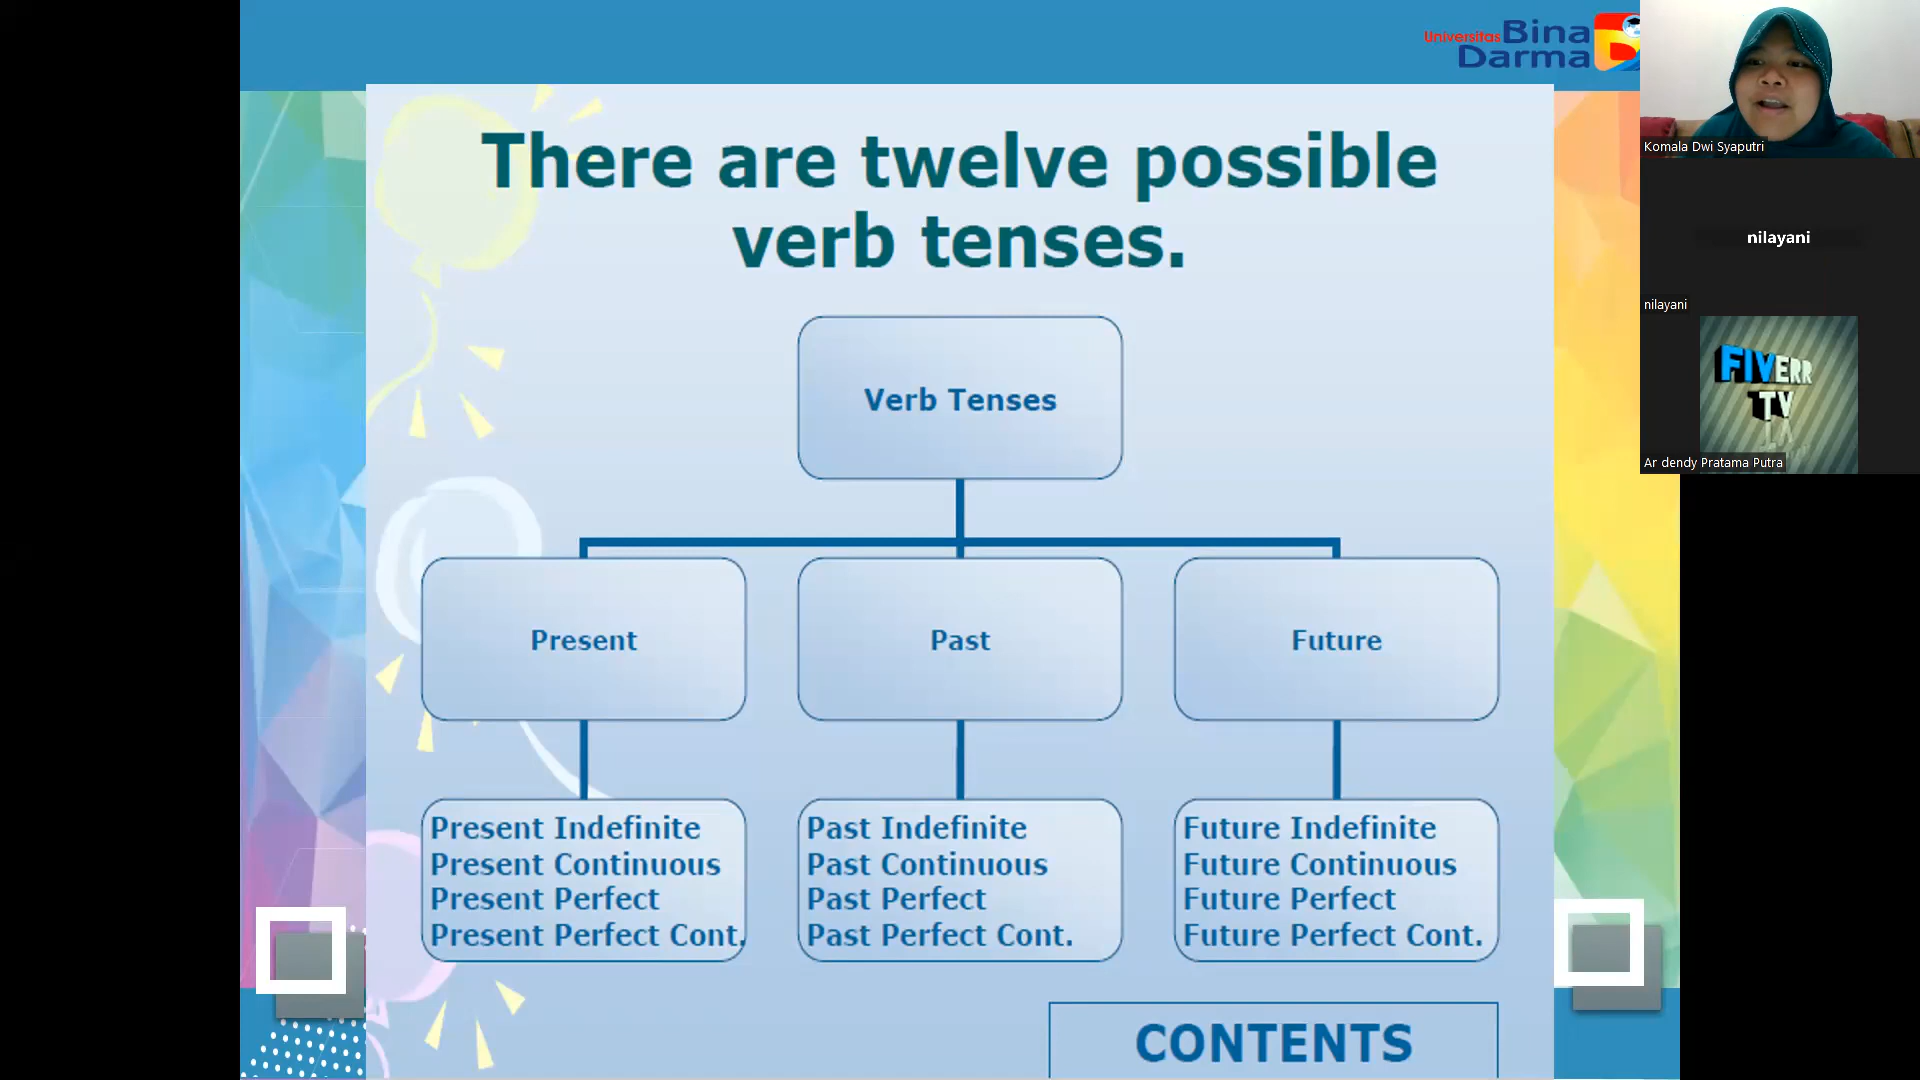 Universitas Bina
Darma
There are twelve possible
verb tenses.
Verb Tenses
Present
Past
Future
Present Indefinite
Present Continuous
Present Perfect
Present Perfect Cont.
Past Indefinite
Past Continuous
Past Perfect
Past Perfect Cont.
Future Indefinite
Future Continuous
Future Perfect
Future Perfect Cont.
CONTENTS
Komala Dwi Syaputri
nilayani
nilayani
FIVERR
TV
Ar dendy Pratama Putra